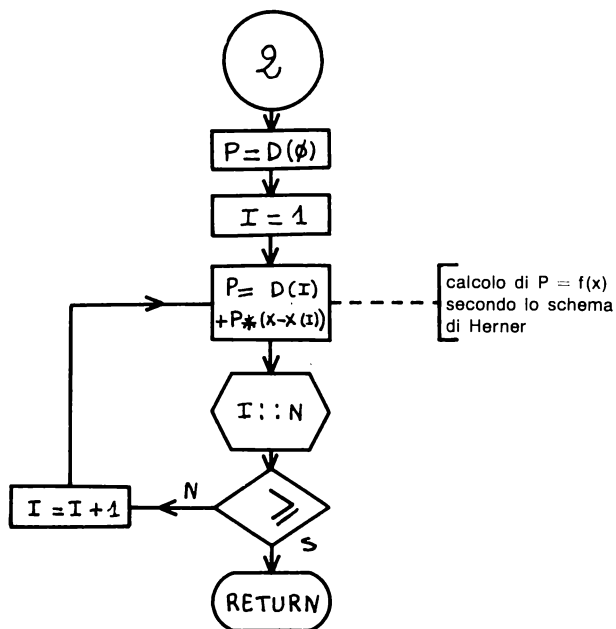 2
P=D(ϕ)
I=1
P= D(I)
+P*(x-x(I))
calcolo di P = f(x)
secondo lo schema
di Herner
I::N
≥
N
I=I+1
S
RETURN